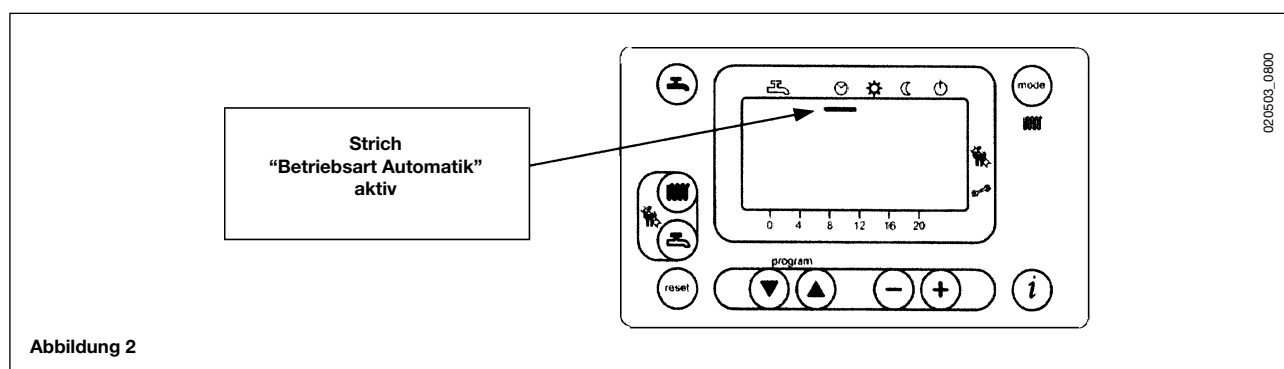 020503_0800
mode
Strich
“Betriebsart Automatik”
aktiv
0 4 8 12 16 20
program
reset
i
Abbildung 2